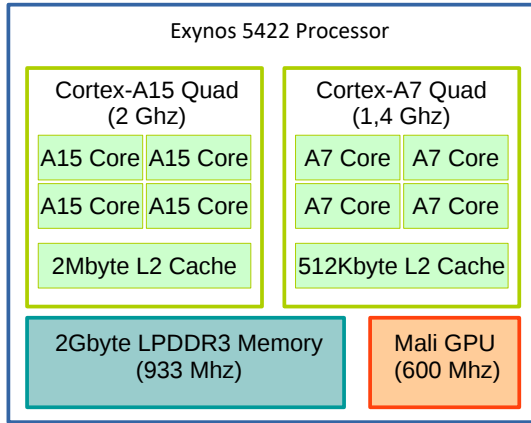 Exynos 5422 Processor
Cortex-A15 Quad
(2 Ghz)
A15 Core A15 Core
A15 Core A15 Core
2Mbyte L2 Cache
Cortex-A7 Quad
(1,4 Ghz)
A7 Core A7 Core
A7 Core A7 Core
512Kbyte L2 Cache
2Gbyte LPDDR3 Memory
(933 Mhz)
Mali GPU
(600 Mhz)